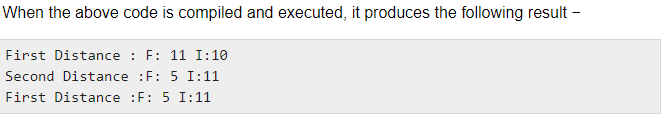 When the above code is compiled and executed, it produces the following result −
First Distance : F: 11 I:10
Second Distance :F: 5 I:11
First Distance :F: 5 I:11